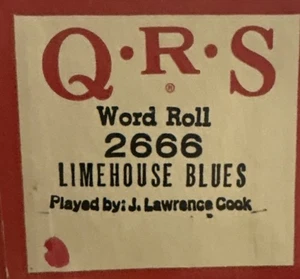 Q·R·S
®
Word Roll
2666
LIMEHOUSE BLUES
Played by: J. Lawrence Cook